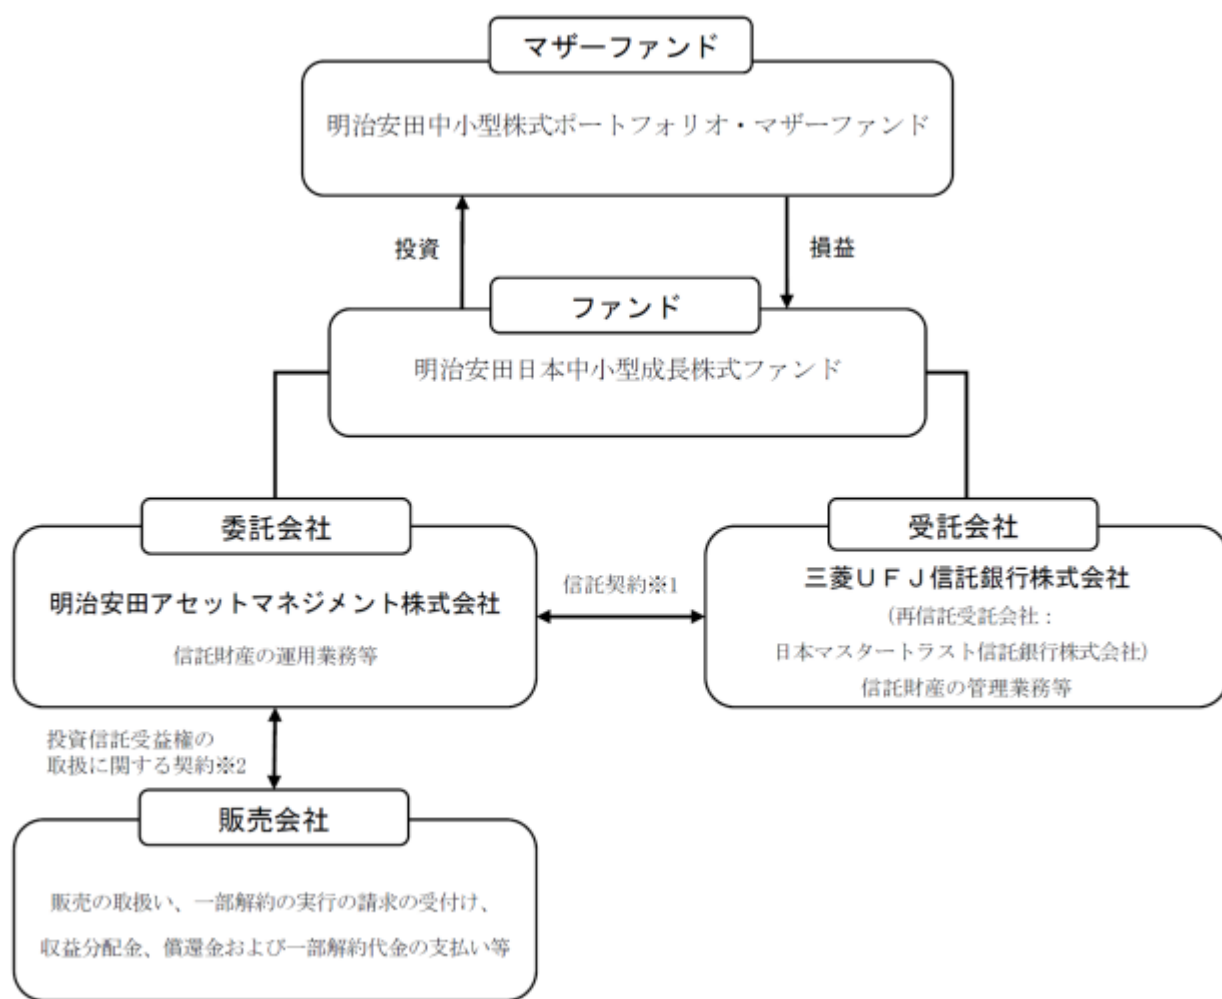 マザーファンド
明治安田中小型株式ポートフォリオ・マザーファンド
投資
損益
ファンド
明治安田日本中小型成長株式ファンド
委託会社
明治安田アセットマネジメント株式会社
信託財産の運用業務等
信託契約※1
受託会社
三菱UFJ信託銀行株式会社
(再信託受託会社：
日本マスタートラスト信託銀行株式会社)
信託財産の管理業務等
投資信託受益権の
取扱に関する契約※2
販売会社
販売の取扱い、一部解約の実行の請求の受付け、
収益分配金、償還金および一部解約代金の支払い等